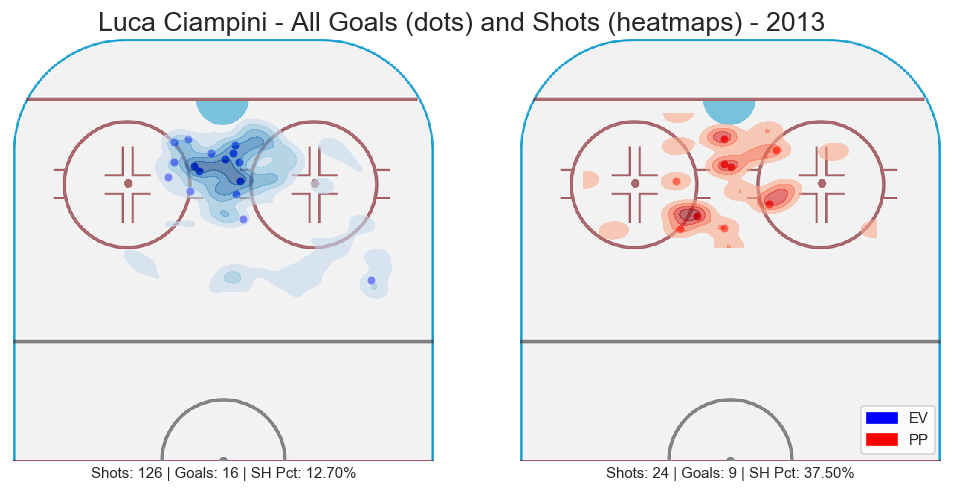 Luca Ciampini - All Goals (dots) and Shots (heatmaps) - 2013
EV
PP
Shots: 126 | Goals: 16 | SH Pct: 12.70%
Shots: 24 | Goals: 9 | SH Pct: 37.50%